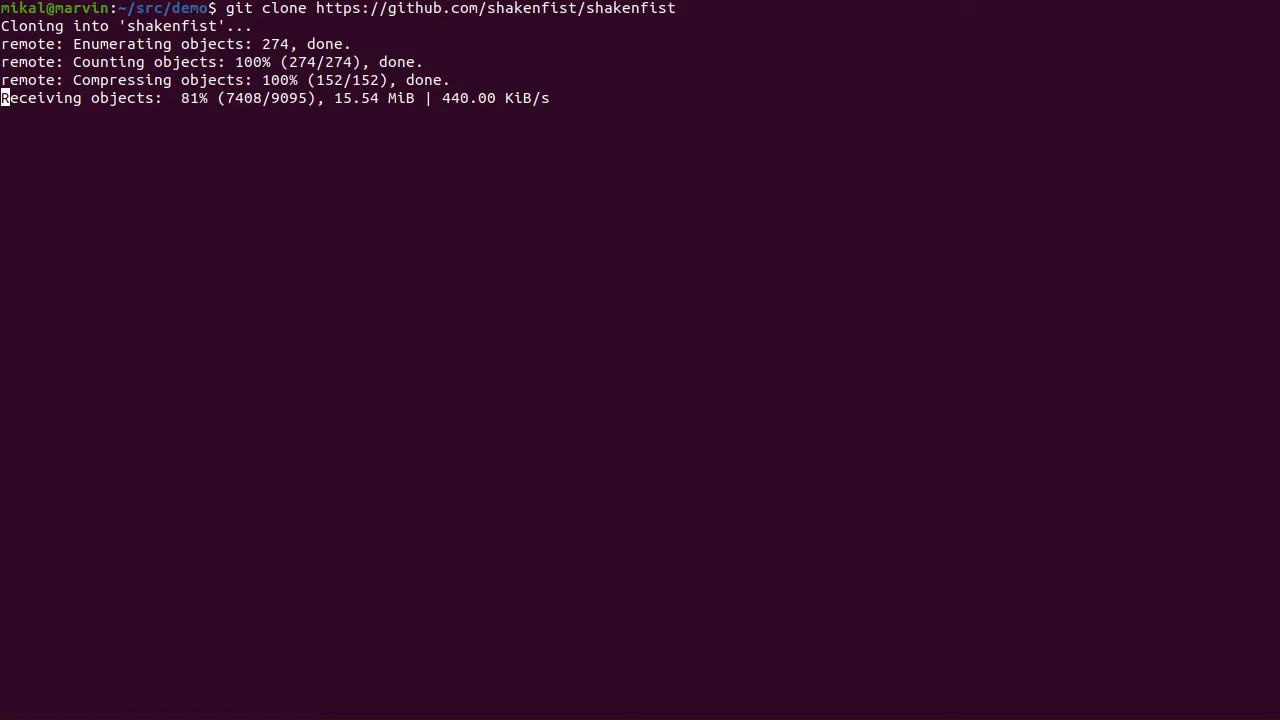 mikal@marvin:~/src/demo$ git clone https://github.com/shakenfist/shakenfist
Cloning into 'shakenfist'...
remote: Enumerating objects: 274, done.
remote: Counting objects: 100% (274/274), done.
remote: Compressing objects: 100% (152/152), done.
Receiving objects:  81% (7408/9095), 15.54 MiB | 440.00 KiB/s